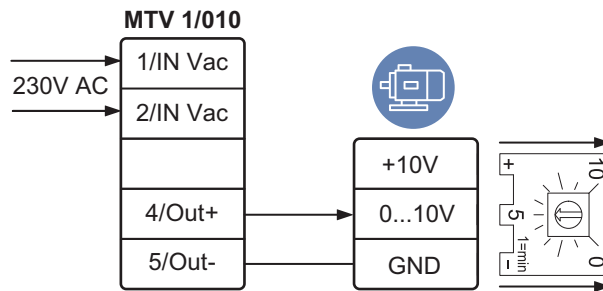 MTV 1/010
1/IN Vac
230V AC
2/IN Vac
+10V
4/Out+
0...10V
5/Out-
GND
+
10
5
1=min
-
0